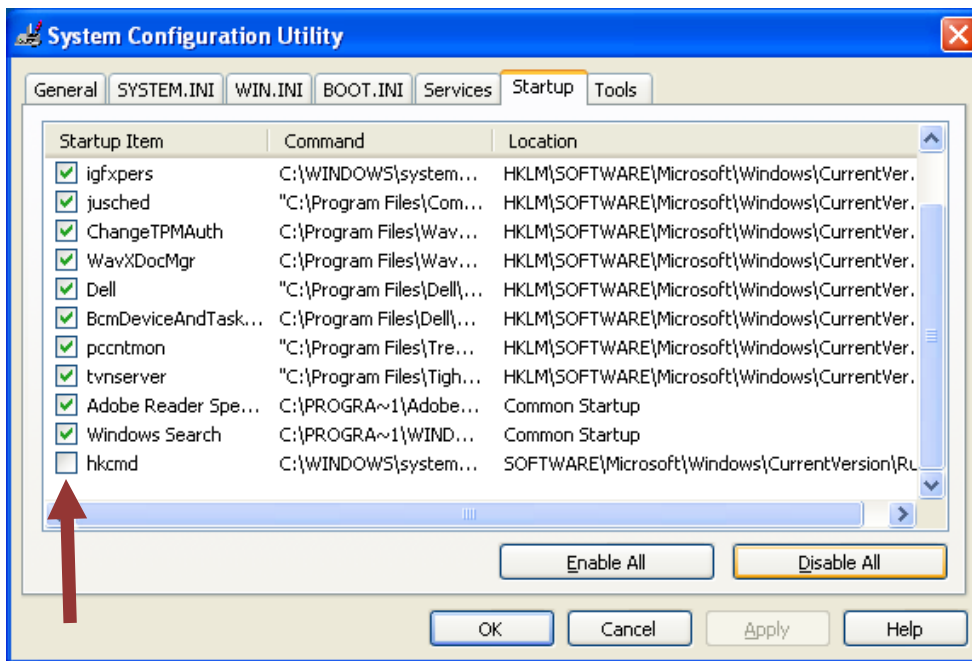 System Configuration Utility
General SYSTEM.INI WIN.INI BOOT.INI Services Startup Tools
Startup Item Command Location
igfxpers C:\WINDOWS\system... HKLM\SOFTWARE\Microsoft\Windows\CurrentVer.
jusched "C:\Program Files\Com... HKLM\SOFTWARE\Microsoft\Windows\CurrentVer.
ChangeTPMAuth C:\Program Files\Wav... HKLM\SOFTWARE\Microsoft\Windows\CurrentVer.
WavXDocMgr C:\Program Files\Wav... HKLM\SOFTWARE\Microsoft\Windows\CurrentVer.
Dell "C:\Program Files\Dell\... HKLM\SOFTWARE\Microsoft\Windows\CurrentVer.
BcmDeviceAndTask... C:\Program Files\Dell\... HKLM\SOFTWARE\Microsoft\Windows\CurrentVer.
pccntmon "C:\Program Files\Tre... HKLM\SOFTWARE\Microsoft\Windows\CurrentVer.
tvnserver "C:\Program Files\Tigh... HKLM\SOFTWARE\Microsoft\Windows\CurrentVer.
Adobe Reader Spe... C:\PROGRA~1\Adobe... Common Startup
Windows Search C:\PROGRA~1\WIND... Common Startup
hkcmd C:\WINDOWS\system... SOFTWARE\Microsoft\Windows\CurrentVersion\Ru
Enable All Disable All
OK Cancel Apply Help